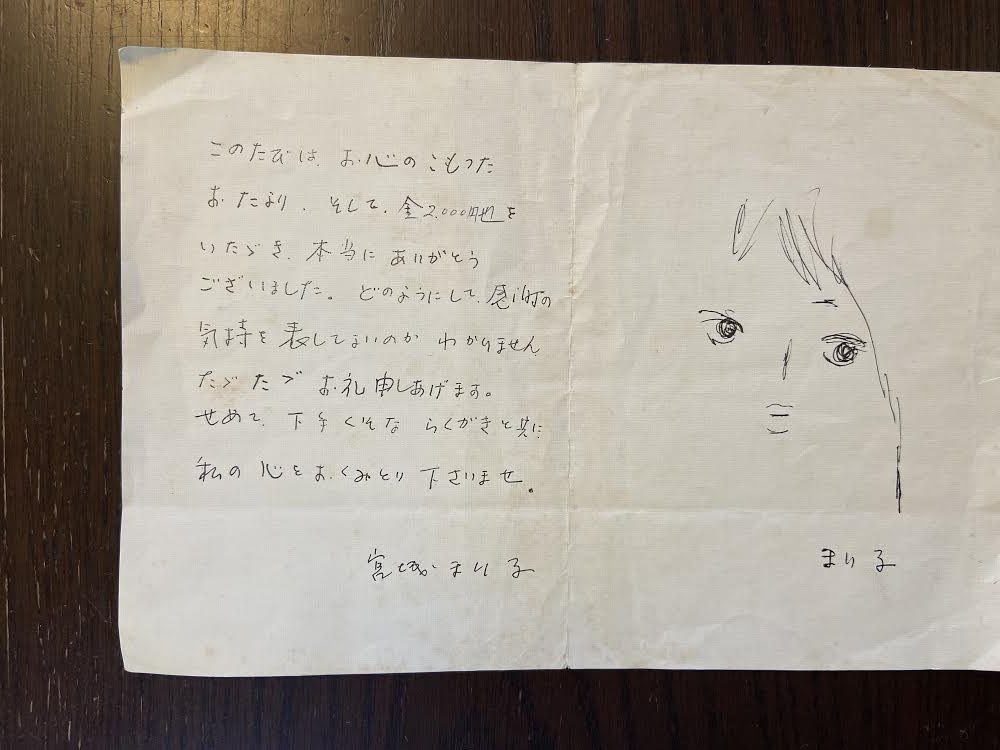 このたびは、お心のこもった
おたより、そして、金2,000円也を
いたゞき、本当にありがとう
ございました。どのようにして、感謝の
気持を表してよいのか わかりません
たゞたゞ お礼申しあげます。
せめて、下手くそな らくがきと共に
私の心をおくみとり下さいませ。
宮城まり子
まり子